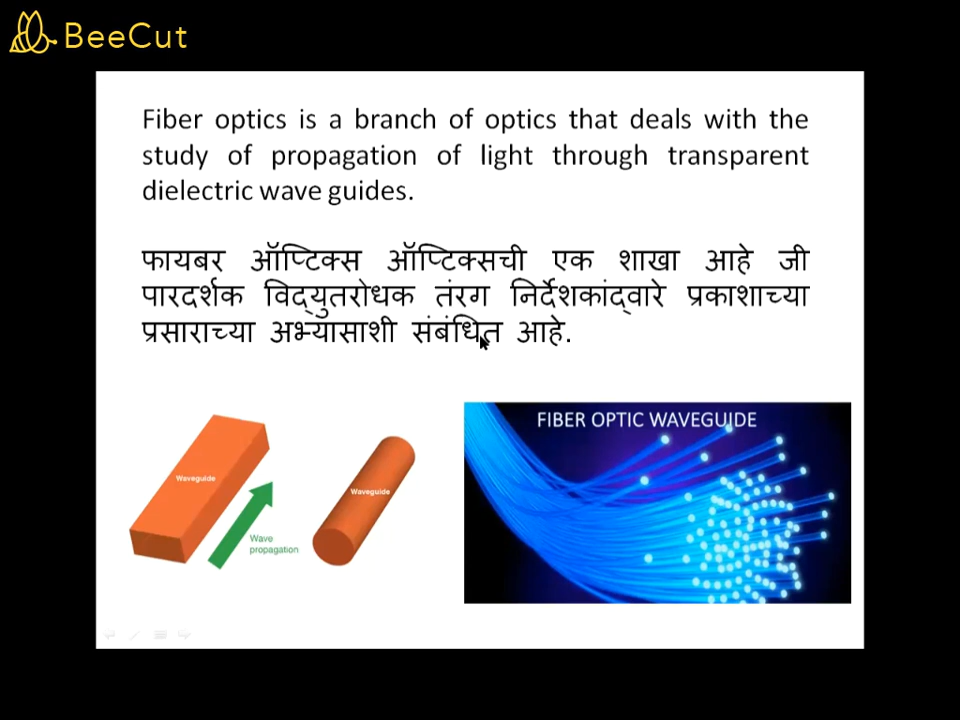 BeeCut
Fiber optics is a branch of optics that deals with the
study of propagation of light through transparent
dielectric wave guides.
फायबर ऑप्टिक्स ऑप्टिक्सची एक शाखा आहे जी
पारदर्शक विद्युतरोधक तंरग निर्देशकांद्वारे प्रकाशाच्या
प्रसाराच्या अभ्यासाशी संबंधित आहे.
Waveguide
Waveguide
Wave
propagation
FIBER OPTIC WAVEGUIDE